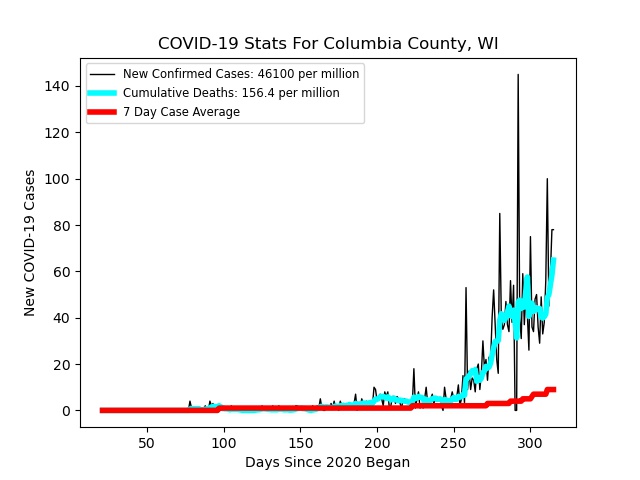 COVID-19 Stats For Columbia County, WI
New Confirmed Cases: 46100 per million
Cumulative Deaths: 156.4 per million
7 Day Case Average
New COVID-19 Cases
140
120
100
80
60
40
20
0
50 100 150 200 250 300
Days Since 2020 Began